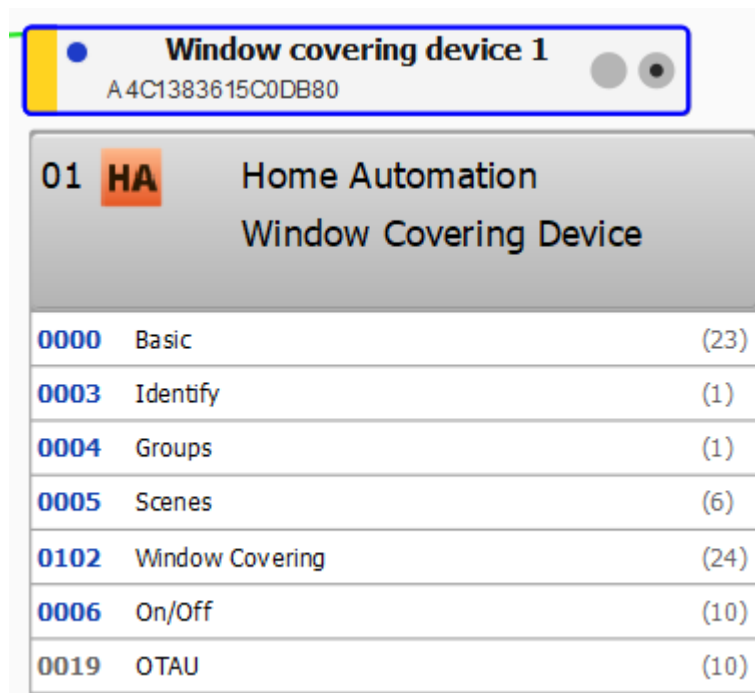 Window covering device 1
A4C1383615C0DB80
01 HA Home Automation
Window Covering Device
0000 Basic (23)
0003 Identify (1)
0004 Groups (1)
0005 Scenes (6)
0102 Window Covering (24)
0006 On/Off (10)
0019 OTAU (10)